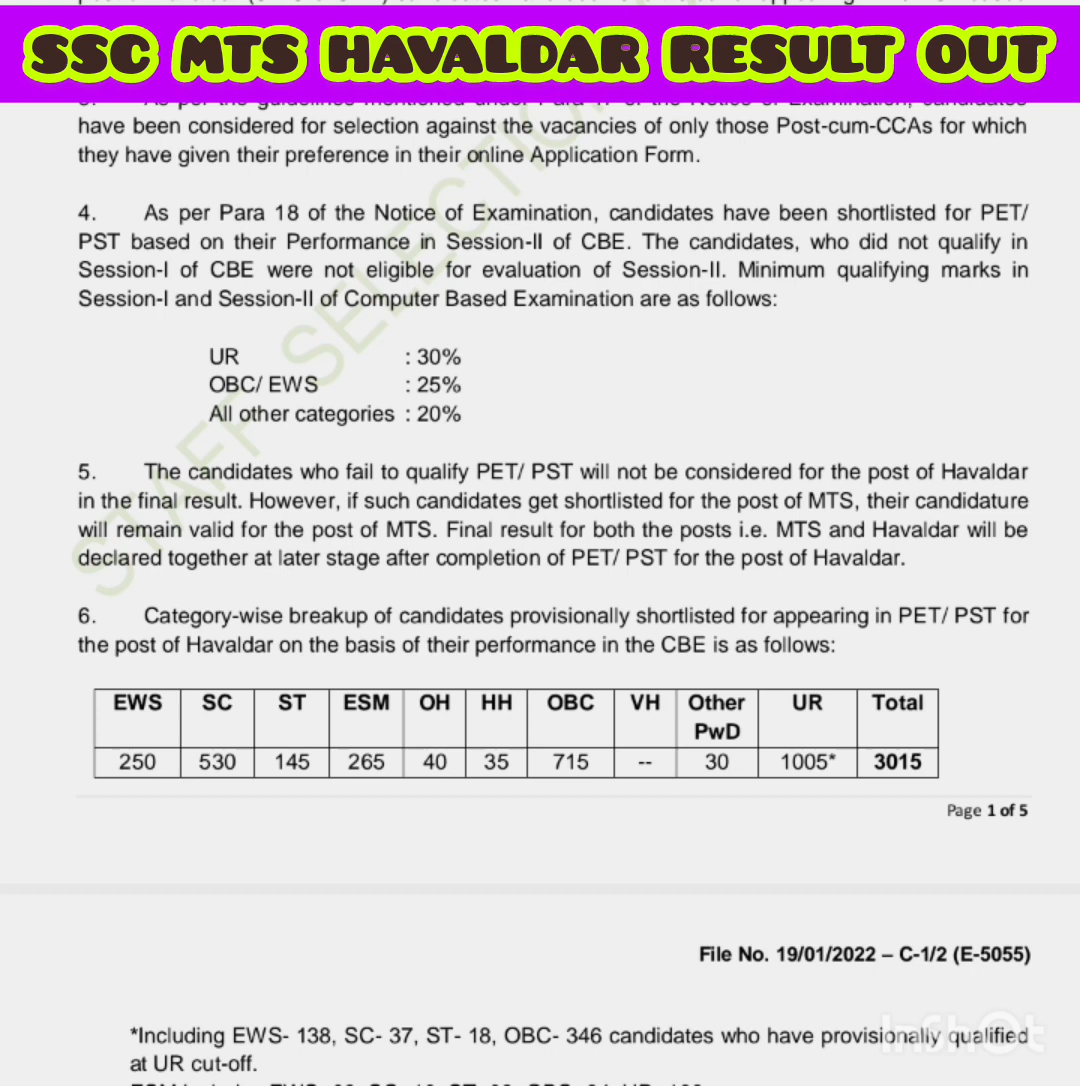 SSC MTS HAVALDAR RESULT OUT
have been considered for selection against the vacancies of only those Post-cum-CCAs for which
they have given their preference in their online Application Form.
4. As per Para 18 of the Notice of Examination, candidates have been shortlisted for PET/
PST based on their Performance in Session-II of CBE. The candidates, who did not qualify in
Session-I of CBE were not eligible for evaluation of Session-II. Minimum qualifying marks in
Session-I and Session-II of Computer Based Examination are as follows:
UR : 30%
OBC/ EWS : 25%
All other categories : 20%
5. The candidates who fail to qualify PET/ PST will not be considered for the post of Havaldar
in the final result. However, if such candidates get shortlisted for the post of MTS, their candidature
will remain valid for the post of MTS. Final result for both the posts i.e. MTS and Havaldar will be
declared together at later stage after completion of PET/ PST for the post of Havaldar.
6. Category-wise breakup of candidates provisionally shortlisted for appearing in PET/ PST for
the post of Havaldar on the basis of their performance in the CBE is as follows:
EWS SC ST ESM OH HH OBC VH Other PwD UR Total
250 530 145 265 40 35 715 -- 30 1005* 3015
Page 1 of 5
File No. 19/01/2022 – C-1/2 (E-5055)
*Including EWS- 138, SC- 37, ST- 18, OBC- 346 candidates who have provisionally qualified
at UR cut-off.
STAFF SELECTIO
InShOt